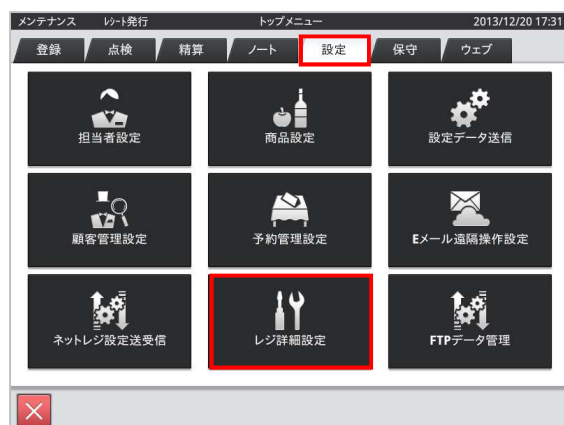 メンテナンス レシート発行 トップメニュー 2013/12/20 17:31
登録 点検 精算 ノート 設定 保守 ウェブ
担当者設定 商品設定 設定データ送信
顧客管理設定 予約管理設定 Eメール遠隔操作設定
ネットレジ設定送受信 レジ詳細設定 FTPデータ管理